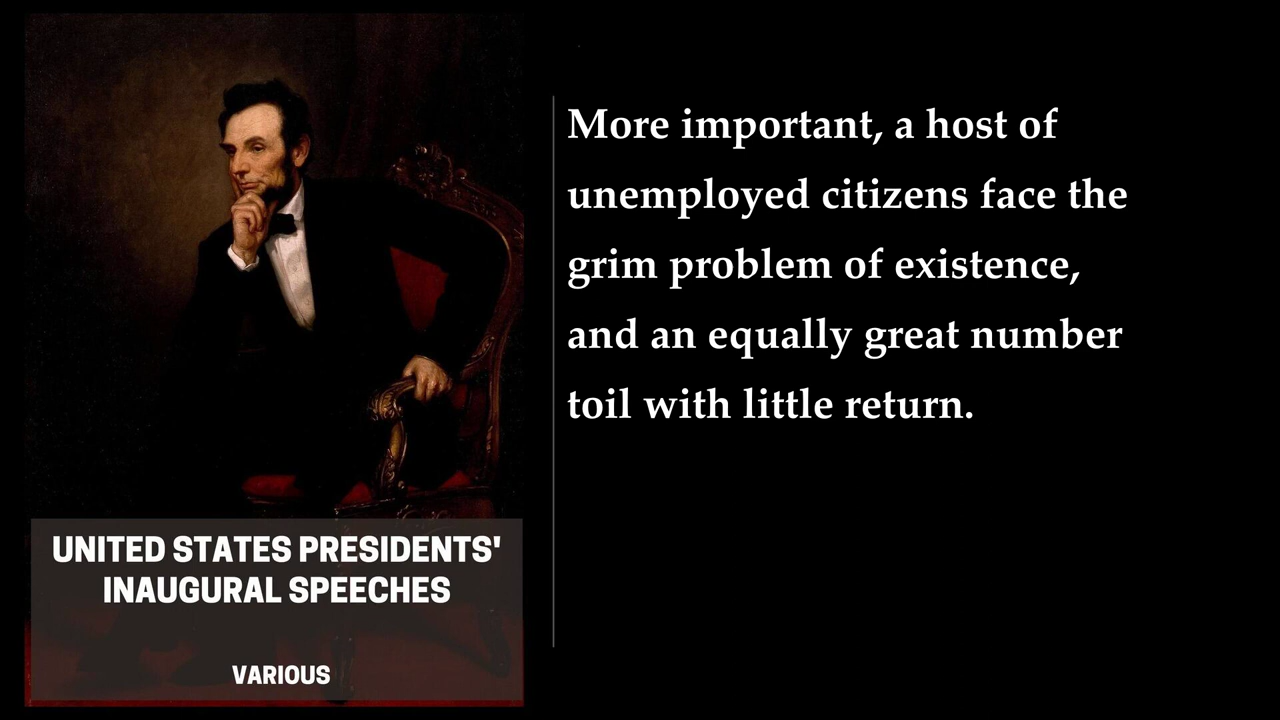 More important, a host of
unemployed citizens face the
grim problem of existence,
and an equally great number
toil with little return.
UNITED STATES PRESIDENTS'
INAUGURAL SPEECHES
VARIOUS